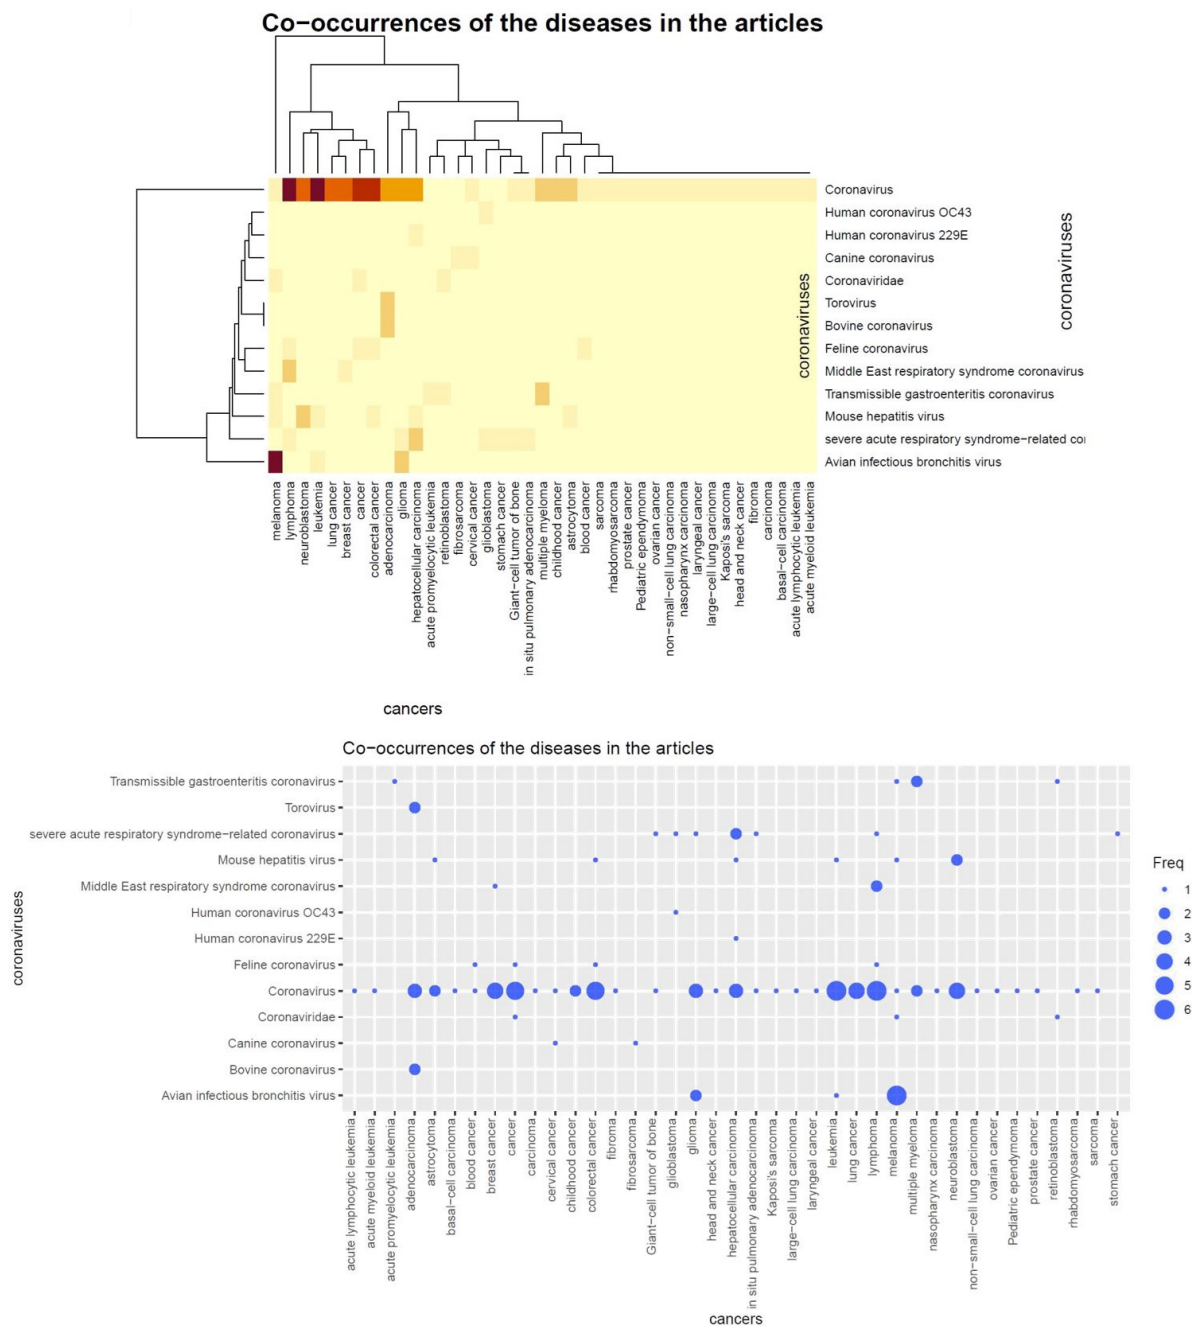 Co−occurrences of the diseases in the articles
Coronavirus
Human coronavirus OC43
Human coronavirus 229E
Canine coronavirus
Coronaviridae
Torovirus
Bovine coronavirus
Feline coronavirus
Middle East respiratory syndrome coronavirus
Transmissible gastroenteritis coronavirus
Mouse hepatitis virus
severe acute respiratory syndrome−related co
Avian infectious bronchitis virus
coronaviruses
coronaviruses
melanoma
lymphoma
neuroblastoma
leukemia
lung cancer
breast cancer
cancer
colorectal cancer
adenocarcinoma
glioma
hepatocellular carcinoma
acute promyelocytic leukemia
retinoblastoma
fibrosarcoma
cervical cancer
glioblastoma
stomach cancer
Giant−cell tumor of bone
in situ pulmonary adenocarcinoma
multiple myeloma
childhood cancer
astrocytoma
blood cancer
sarcoma
rhabdomyosarcoma
prostate cancer
Pediatric ependymoma
ovarian cancer
non−small−cell lung carcinoma
nasopharynx carcinoma
laryngeal cancer
large−cell lung carcinoma
Kaposi's sarcoma
head and neck cancer
fibroma
carcinoma
basal−cell carcinoma
acute lymphocytic leukemia
acute myeloid leukemia
cancers
Co−occurrences of the diseases in the articles
Transmissible gastroenteritis coronavirus
Torovirus
severe acute respiratory syndrome−related coronavirus
Mouse hepatitis virus
Middle East respiratory syndrome coronavirus
Human coronavirus OC43
Human coronavirus 229E
Feline coronavirus
Coronavirus
Coronaviridae
Canine coronavirus
Bovine coronavirus
Avian infectious bronchitis virus
coronaviruses
Freq
1
2
3
4
5
6
acute lymphocytic leukemia
acute myeloid leukemia
acute promyelocytic leukemia
adenocarcinoma
astrocytoma
basal−cell carcinoma
blood cancer
breast cancer
cancer
carcinoma
cervical cancer
childhood cancer
colorectal cancer
fibroma
fibrosarcoma
Giant−cell tumor of bone
glioblastoma
glioma
head and neck cancer
hepatocellular carcinoma
in situ pulmonary adenocarcinoma
Kaposi's sarcoma
large−cell lung carcinoma
laryngeal cancer
leukemia
lung cancer
lymphoma
melanoma
multiple myeloma
nasopharynx carcinoma
neuroblastoma
non−small−cell lung carcinoma
ovarian cancer
Pediatric ependymoma
prostate cancer
retinoblastoma
rhabdomyosarcoma
sarcoma
stomach cancer
cancers